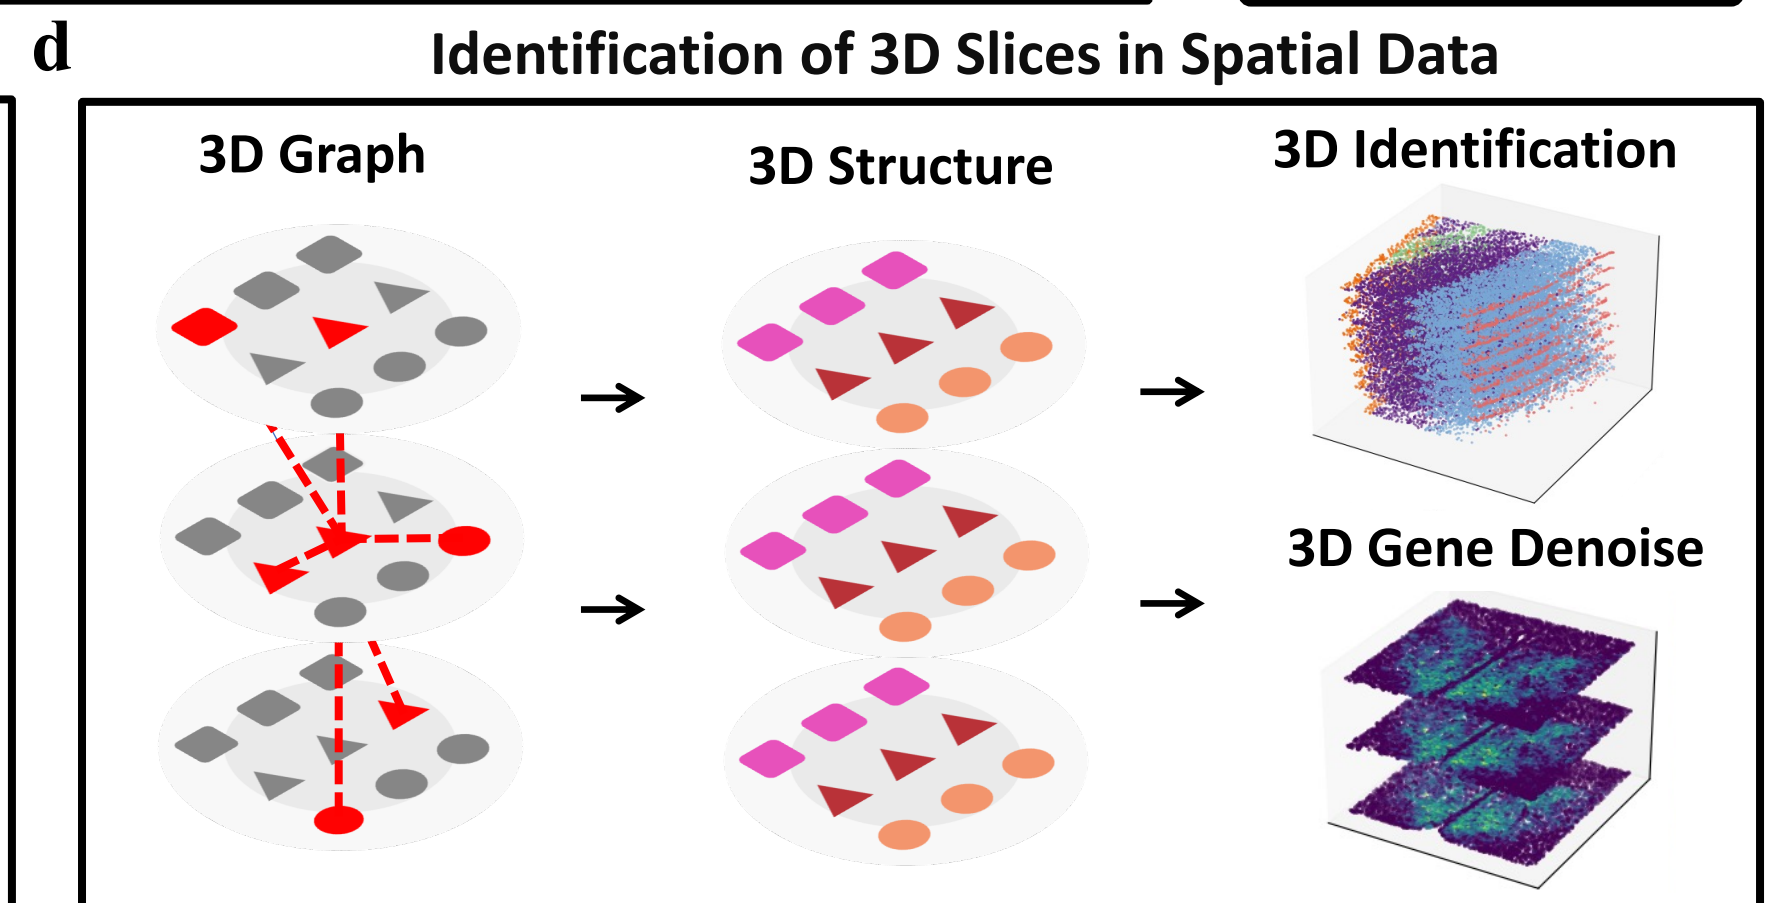 d
Identification of 3D Slices in Spatial Data
3D Graph
3D Structure
3D Identification
3D Gene Denoise